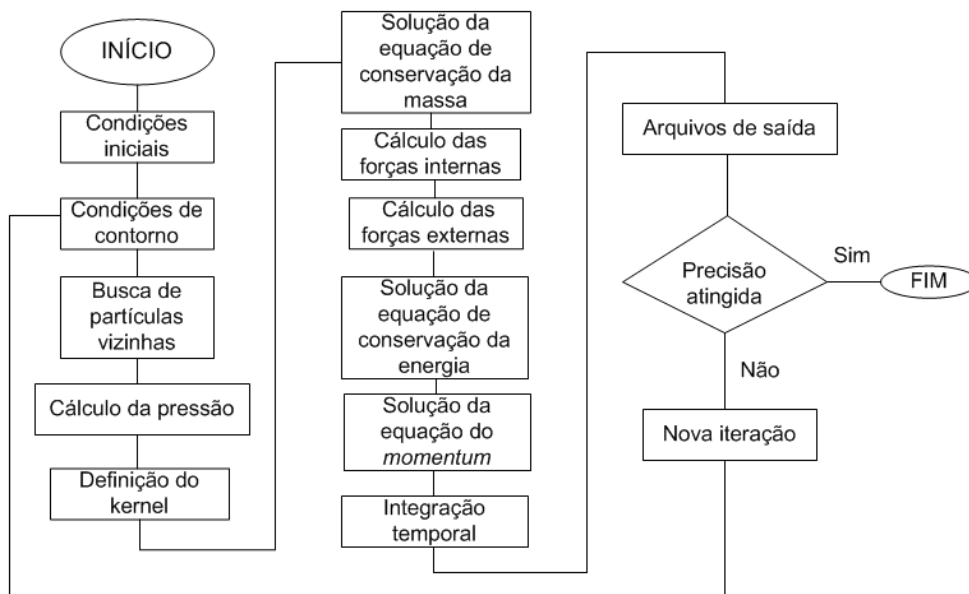 INÍCIO
Condições
iniciais
Condições de
contorno
Busca de
partículas
vizinhas
Cálculo da pressão
Definição do
kernel
Solução da
equação de
conservação da
massa
Cálculo das
forças internas
Cálculo das
forças externas
Solução da
equação de
conservação da
energia
Solução da
equação do
momentum
Integração
temporal
Arquivos de saída
Precisão
atingida
Sim
FIM
Não
Nova iteração